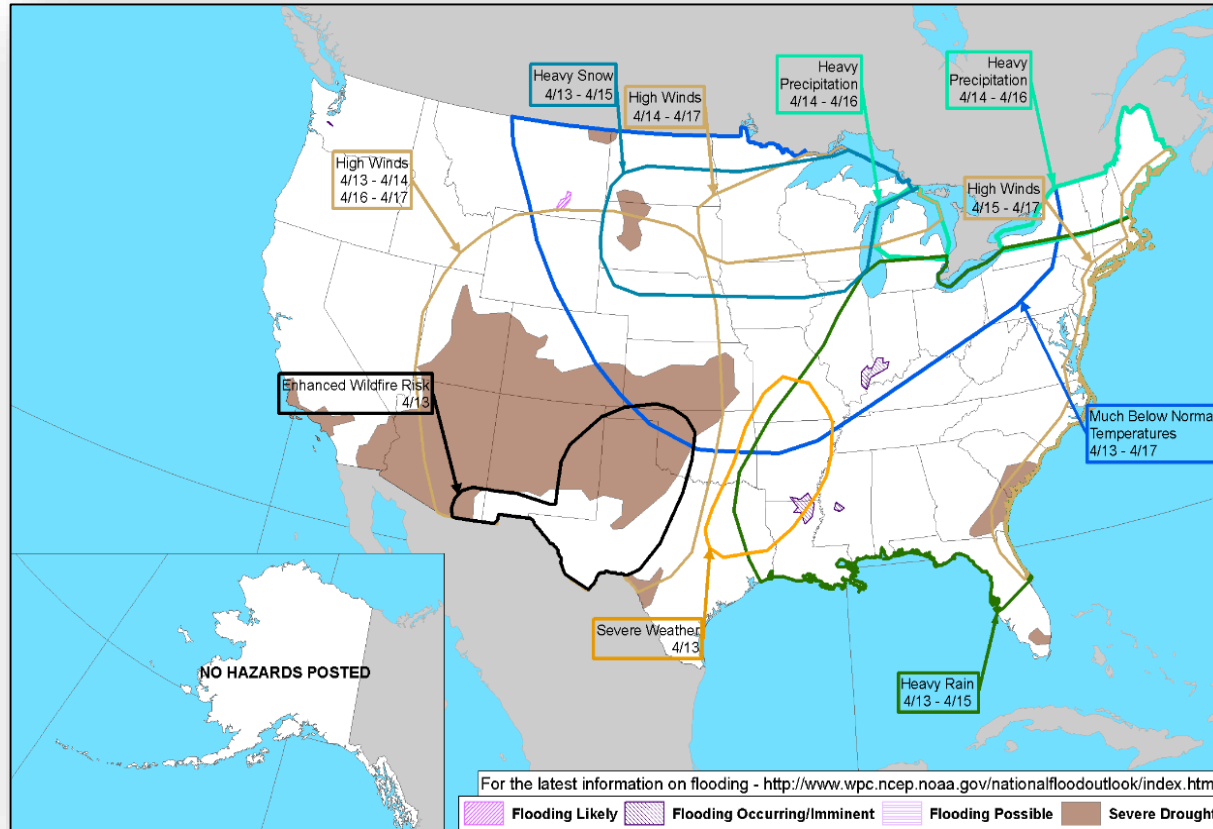 Heavy Snow
4/13 - 4/15
High Winds
4/14 - 4/17
Heavy
Precipitation
4/14 - 4/16
Heavy
Precipitation
4/14 - 4/16
High Winds
4/13 - 4/14
4/16 - 4/17
High Winds
4/15 - 4/17
Enhanced Wildfire Risk
4/13
Much Below Norma
Temperatures
4/13 - 4/17
Severe Weather
4/13
NO HAZARDS POSTED
Heavy Rain
4/13 - 4/15
For the latest information on flooding - http://www.wpc.ncep.noaa.gov/nationalfloodoutlook/index.htm
Flooding Likely
Flooding Occurring/Imminent
Flooding Possible
Severe Drought